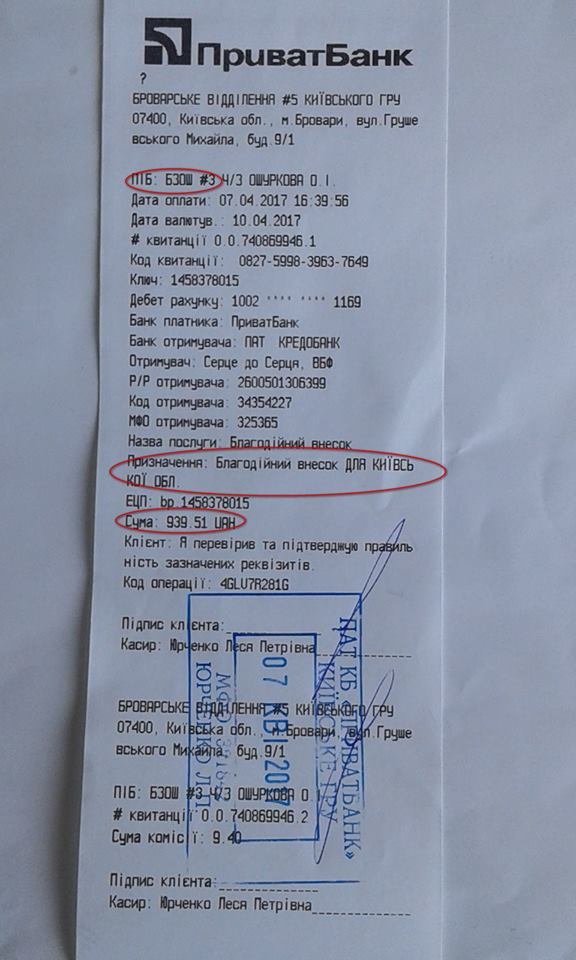 ПриватБанк
?
БРОВАРСЬКЕ ВІДДІЛЕННЯ #5 КИЇВСЬКОГО ГРУ
07400, Київська обл., м.Бровари, вул.Груше
вського Михайла, буд.9/1
ПІБ: БЗОШ #3 Ч/З ОШУРКОВА О.І.
Дата оплати: 07.04.2017 16:39:56
Дата валютув.: 10.04.2017
# квитанції 0.0.740869946.1
Код квитанції: 0827-5998-3963-7649
Ключ: 1458378015
Дебет рахунку: 1002 **** **** 1169
Банк платника: ПриватБанк
Банк отримувача: ПАТ КРЕДОБАНК
Отримувач: Серце до Серця, ВБФ
Р/Р отримувача: 2600501306399
Код отримувача: 34354227
МФО отримувача: 325365
Назва послуги: Благодійний внесок
Призначення: Благодійний внесок ДЛЯ КИЇВСЬ
КОЇ ОБЛ.
ЕЦП: bp.1458378015
Сума: 939.51 UAH
Клієнт: Я перевірив та підтверджую правиль
ність зазначених реквізитів.
Код операції: 4GLV7R281G
Підпис клієнта:
Касир: Юрченко Леся Петрівна
БРОВАРСЬКЕ ВІДДІЛЕННЯ #5 КИЇВСЬКОГО ГРУ
07400, Київська обл., м.Бровари, вул.Груше
вського Михайла, буд.9/1
ПІБ: БЗОШ #3 Ч/З ОШУРКОВА О.І.
# квитанції 0.0.740869946.2
Сума комісії: 9.40
Підпис клієнта:
Касир: Юрченко Леся Петрівна
ПАТ КБ «ПРИВАТБАНК»
КИЇВСЬКЕ ГРУ
07 КВІ 2017
МФО
ЮРЧЕНКО Л.П.